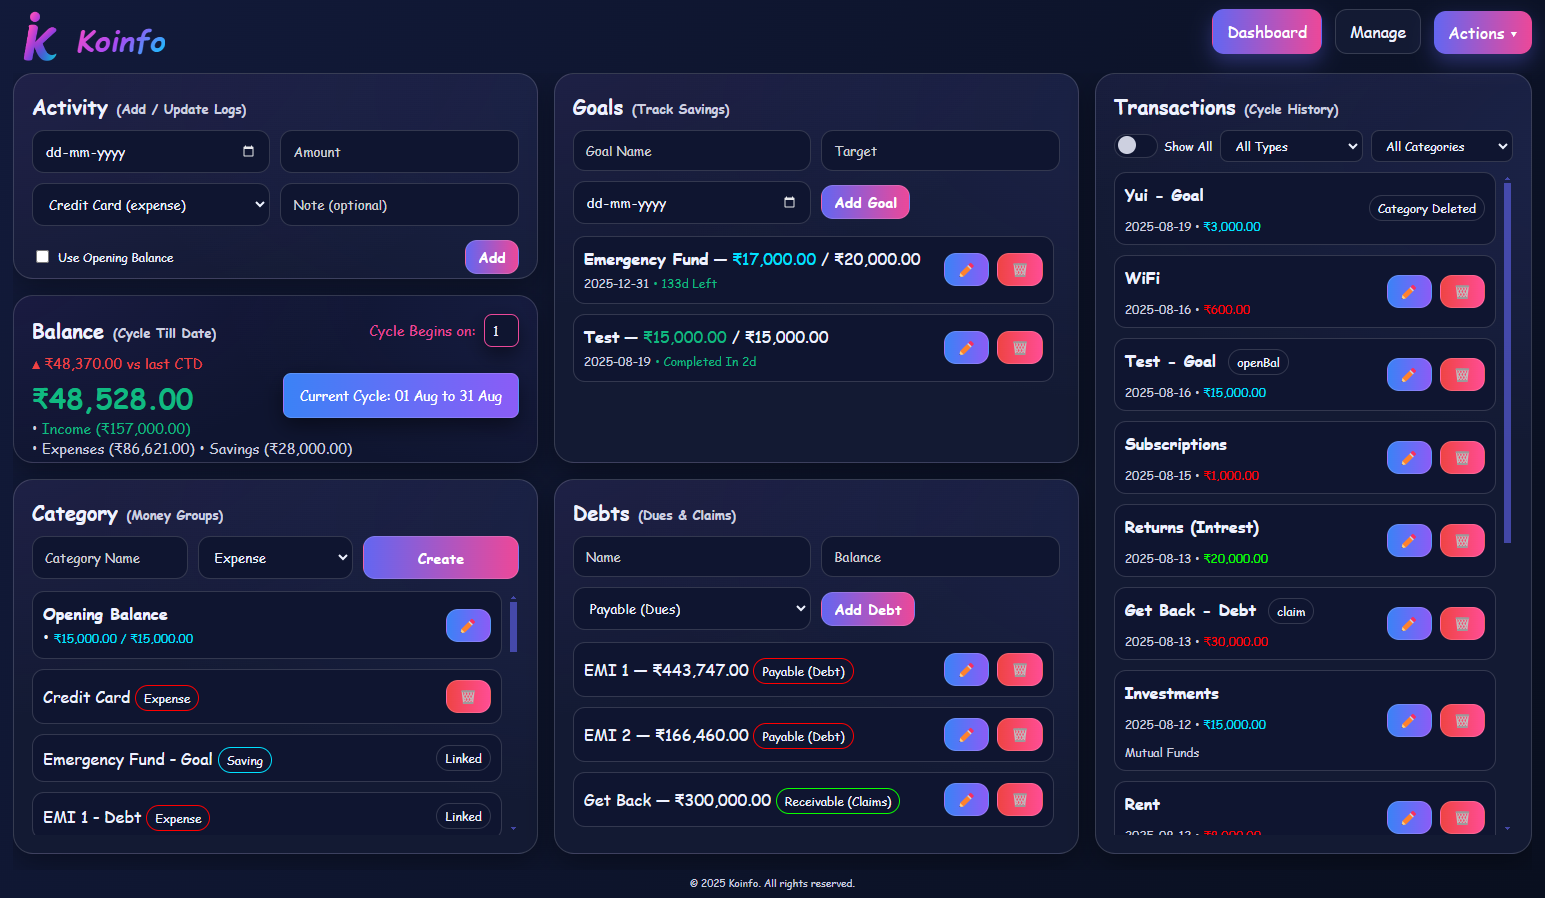 Koinfo
Dashboard
Manage
Actions ▾
Activity (Add / Update Logs)
dd-mm-yyyy
Amount
Credit Card (expense)
Note (optional)
Use Opening Balance
Add
Balance (Cycle Till Date)
Cycle Begins on: 1
▲ ₹48,370.00 vs last CTD
₹48,528.00
Current Cycle: 01 Aug to 31 Aug
• Income (₹157,000.00)
• Expenses (₹86,621.00) • Savings (₹28,000.00)
Category (Money Groups)
Category Name
Expense
Create
Opening Balance
• ₹15,000.00 / ₹15,000.00
Credit Card Expense
Emergency Fund - Goal Saving
Linked
EMI 1 - Debt Expense
Linked
Goals (Track Savings)
Goal Name
Target
dd-mm-yyyy
Add Goal
Emergency Fund — ₹17,000.00 / ₹20,000.00
2025-12-31 • 133d Left
Test — ₹15,000.00 / ₹15,000.00
2025-08-19 • Completed In 2d
Debts (Dues & Claims)
Name
Balance
Payable (Dues)
Add Debt
EMI 1 — ₹443,747.00 Payable (Debt)
EMI 2 — ₹166,460.00 Payable (Debt)
Get Back — ₹300,000.00 Receivable (Claims)
Transactions (Cycle History)
Show All
All Types
All Categories
Yui - Goal
2025-08-19 • ₹3,000.00
Category Deleted
WiFi
2025-08-16 • ₹600.00
Test - Goal openBal
2025-08-16 • ₹15,000.00
Subscriptions
2025-08-15 • ₹1,000.00
Returns (Intrest)
2025-08-13 • ₹20,000.00
Get Back - Debt claim
2025-08-13 • ₹30,000.00
Investments
2025-08-12 • ₹15,000.00
Mutual Funds
Rent
2025-08-12 • ₹8,000.00
© 2025 Koinfo. All rights reserved.